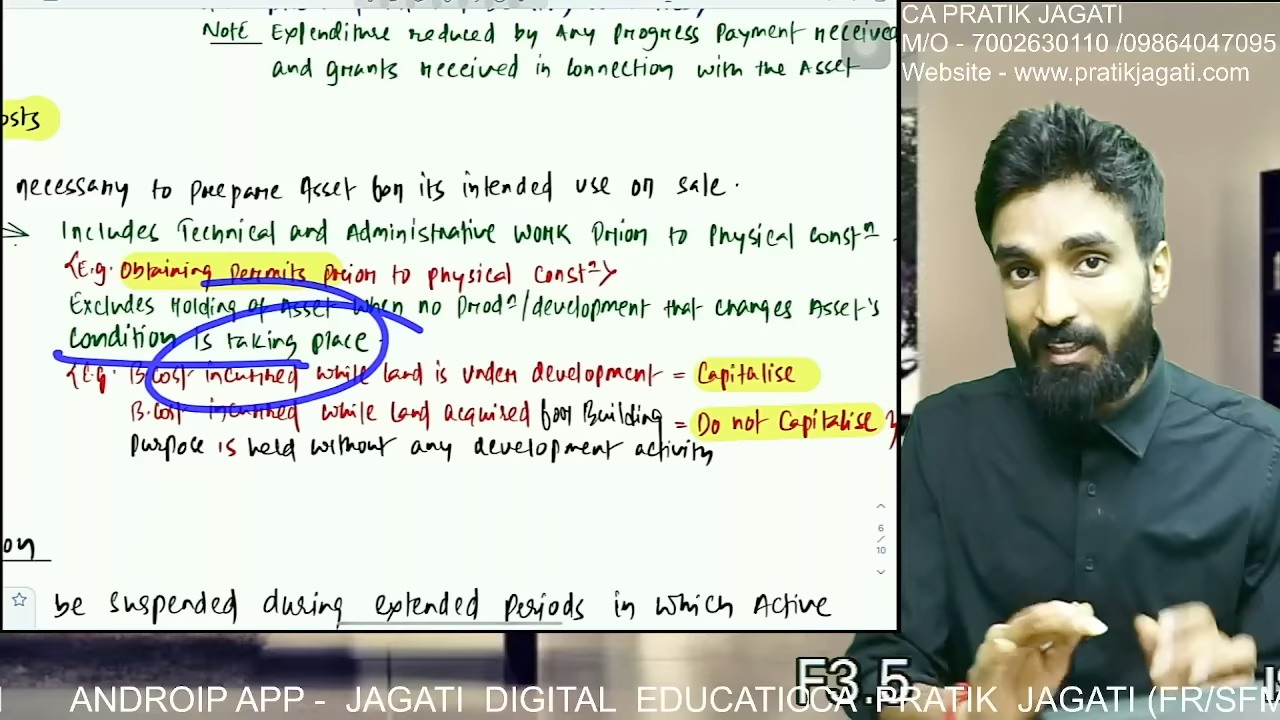 Note Expenditure reduced by Any Progress Payment received
and grants received in Connection with the Asset
osts
necessary to prepare Asset for its intended use or sale.
Includes Technical and Administrative Work Prior to Physical constn.
{E.g. Obtaining permits prior to physical constn}
Excludes Holding of Asset when no Prodn/development that changes Asset's
Condition is taking place.
{E.g. B.cost incurred while land is under development = Capitalise
B.cost incurred while land acquired for Building = Do not Capitalise }
Purpose is held without any development activity
on
be suspended during extended periods in which Active
6
/
10
CA PRATIK JAGATI
M/O - 7002630110 /09864047095
Website - www.pratikjagati.com
F3.5
ANDROIP APP - JAGATI DIGITAL EDUCATIO
CA PRATIK JAGATI (FR/SFM